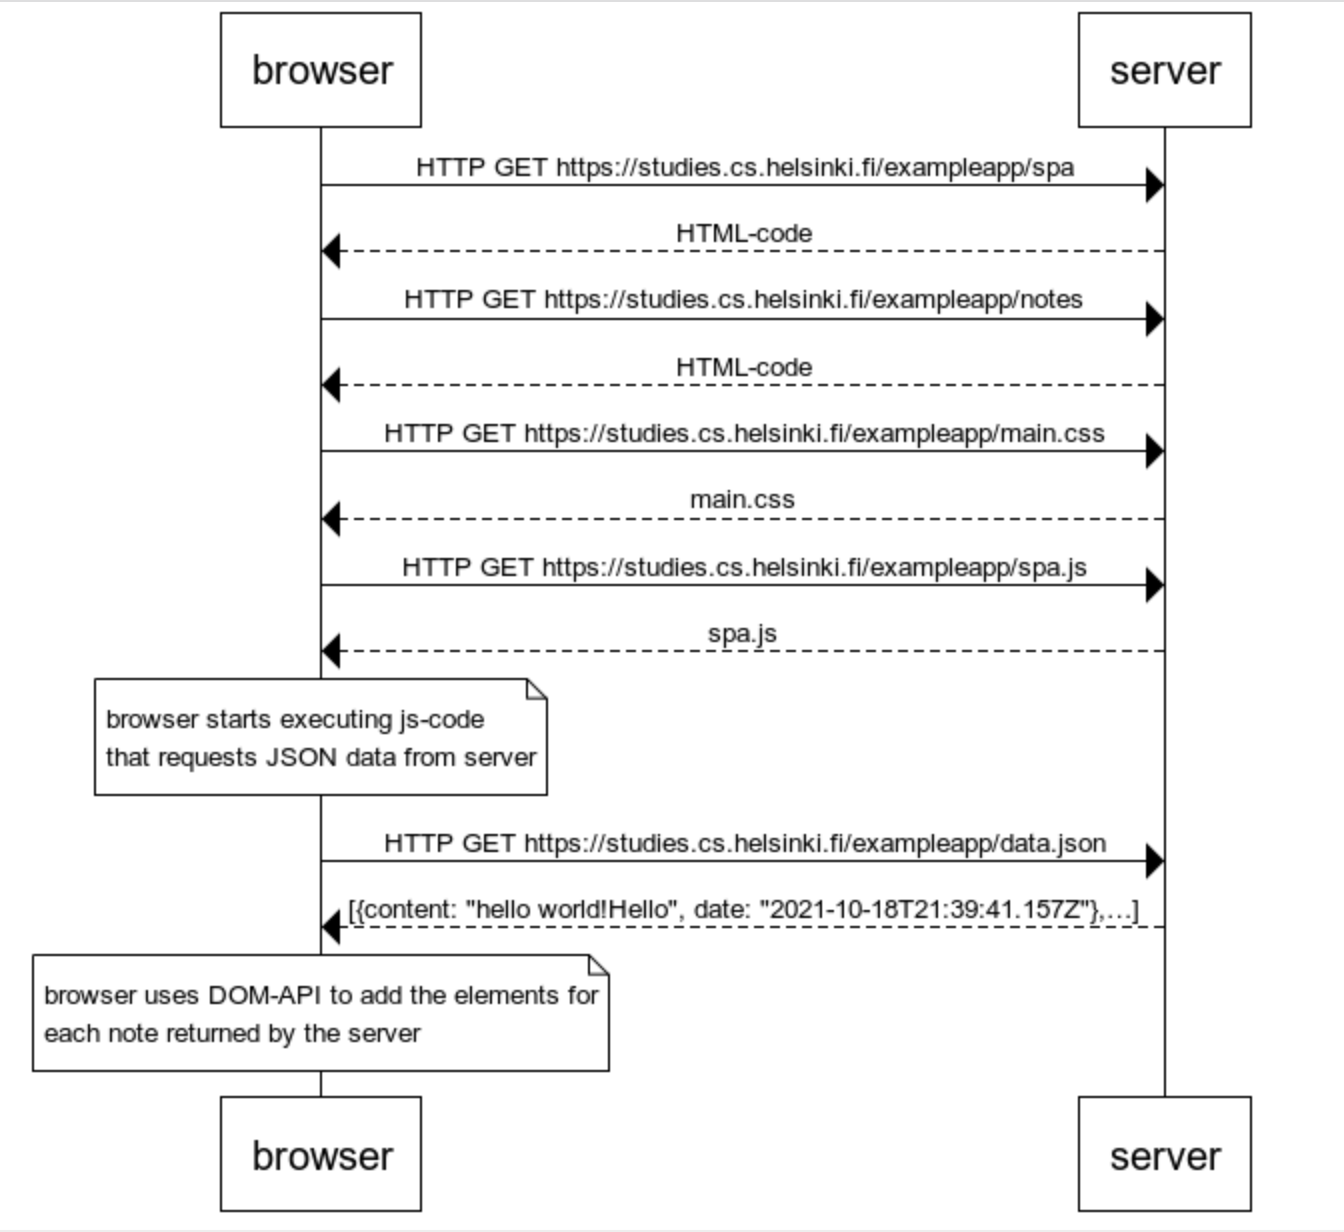 browser
server
HTTP GET https://studies.cs.helsinki.fi/exampleapp/spa
HTML-code
HTTP GET https://studies.cs.helsinki.fi/exampleapp/notes
HTML-code
HTTP GET https://studies.cs.helsinki.fi/exampleapp/main.css
main.css
HTTP GET https://studies.cs.helsinki.fi/exampleapp/spa.js
spa.js
browser starts executing js-code
that requests JSON data from server
HTTP GET https://studies.cs.helsinki.fi/exampleapp/data.json
[{content: "hello world!Hello", date: "2021-10-18T21:39:41.157Z"},...]
browser uses DOM-API to add the elements for
each note returned by the server
browser
server